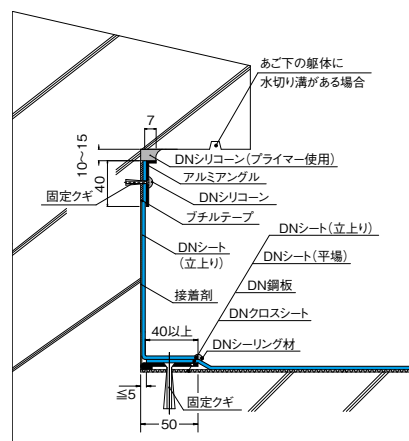 あご下の躯体に
水切り溝がある場合
7
10〜15
DNシリコーン(プライマー使用)
アルミアングル
40
固定クギ
DNシリコーン
ブチルテープ
DNシート(立上り)
DNシート
(立上り)
DNシート(平場)
DN鋼板
接着剤
DNクロスシート
40以上
DNシーリング材
≦5
固定クギ
50